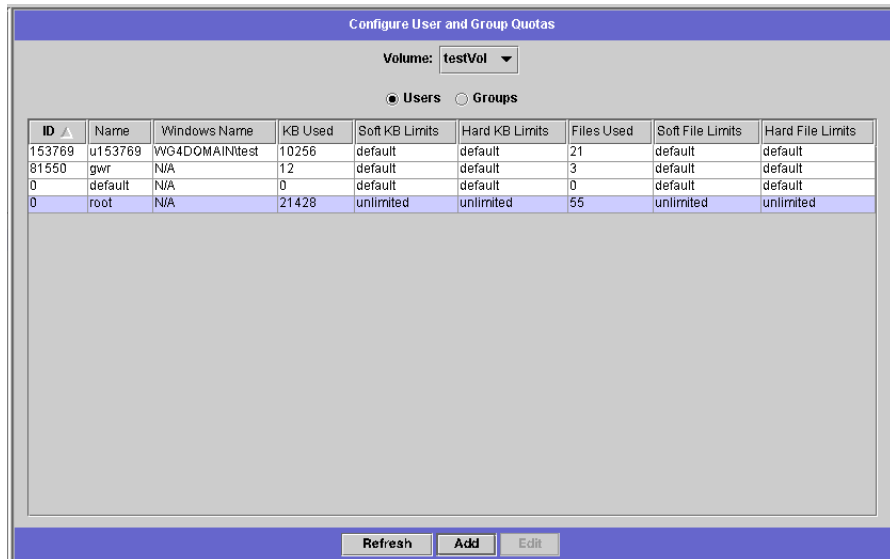 Configure User and Group Quotas
Volume: testVol
Users Groups
ID Name Windows Name KB Used Soft KB Limits Hard KB Limits Files Used Soft File Limits Hard File Limits
153769 u153769 WG4DOMAIN\test 10256 default default 21 default default
81550 gwr N/A 12 default default 3 default default
0 default N/A 0 default default 0 default default
0 root N/A 21428 unlimited unlimited 55 unlimited unlimited
Refresh Add Edit